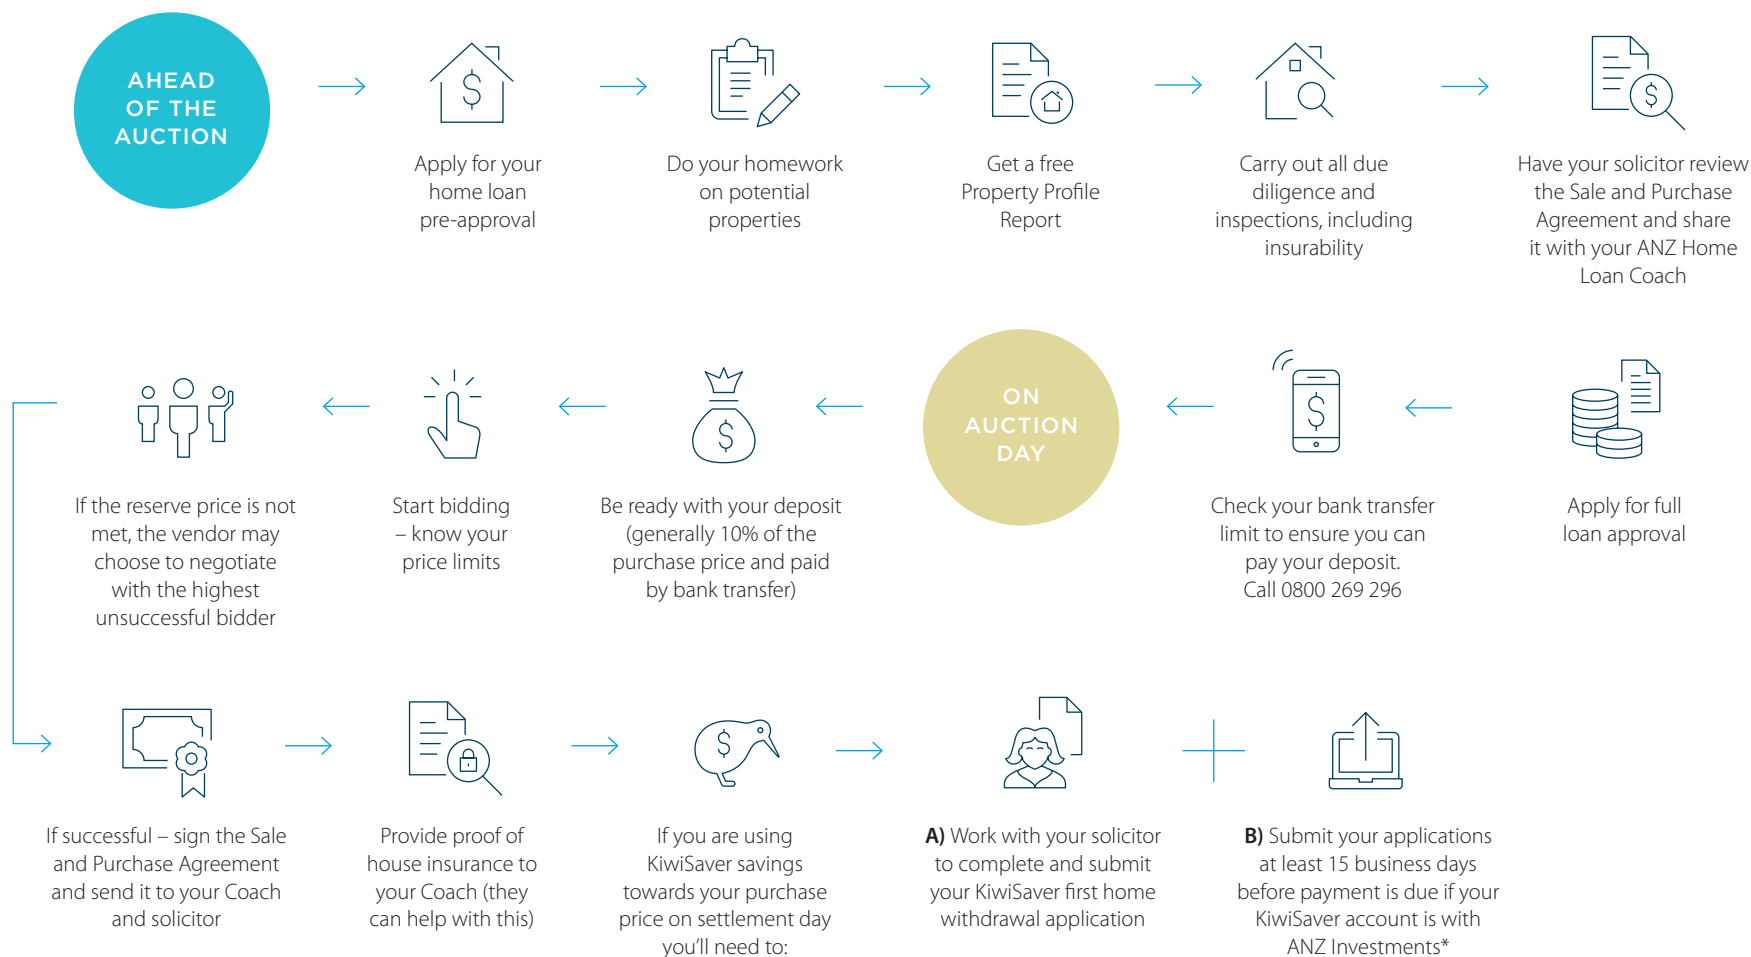 AHEAD
OF THE
AUCTION
Apply for your
home loan
pre-approval
Do your homework
on potential
properties
Get a free
Property Profile
Report
Carry out all due
diligence and
inspections, including
insurability
Have your solicitor review
the Sale and Purchase
Agreement and share
it with your ANZ Home
Loan Coach
Apply for full
loan approval
Check your bank transfer
limit to ensure you can
pay your deposit.
Call 0800 269 296
ON
AUCTION
DAY
Be ready with your deposit
(generally 10% of the
purchase price and paid
by bank transfer)
Start bidding
– know your
price limits
If the reserve price is not
met, the vendor may
choose to negotiate
with the highest
unsuccessful bidder
If successful – sign the Sale
and Purchase Agreement
and send it to your Coach
and solicitor
Provide proof of
house insurance to
your Coach (they
can help with this)
If you are using
KiwiSaver savings
towards your purchase
price on settlement day
you’ll need to:
A) Work with your solicitor
to complete and submit
your KiwiSaver first home
withdrawal application
B) Submit your applications
at least 15 business days
before payment is due if your
KiwiSaver account is with
ANZ Investments*